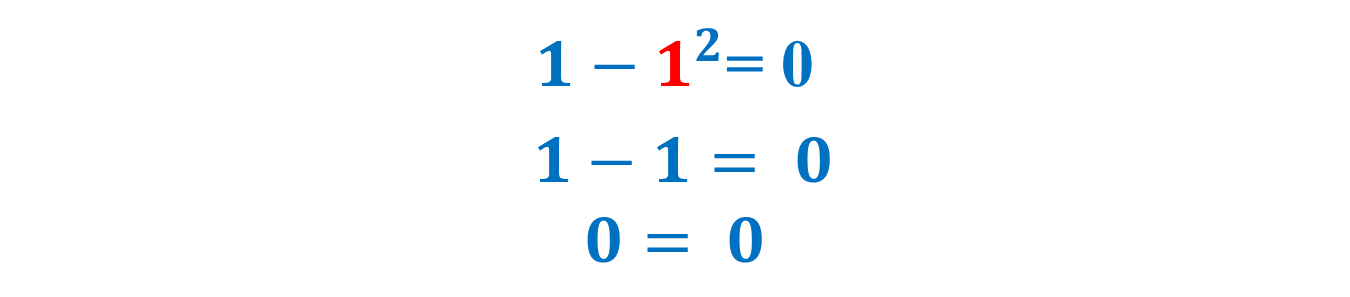 1 − 1²= 0
1 − 1 = 0
0 = 0